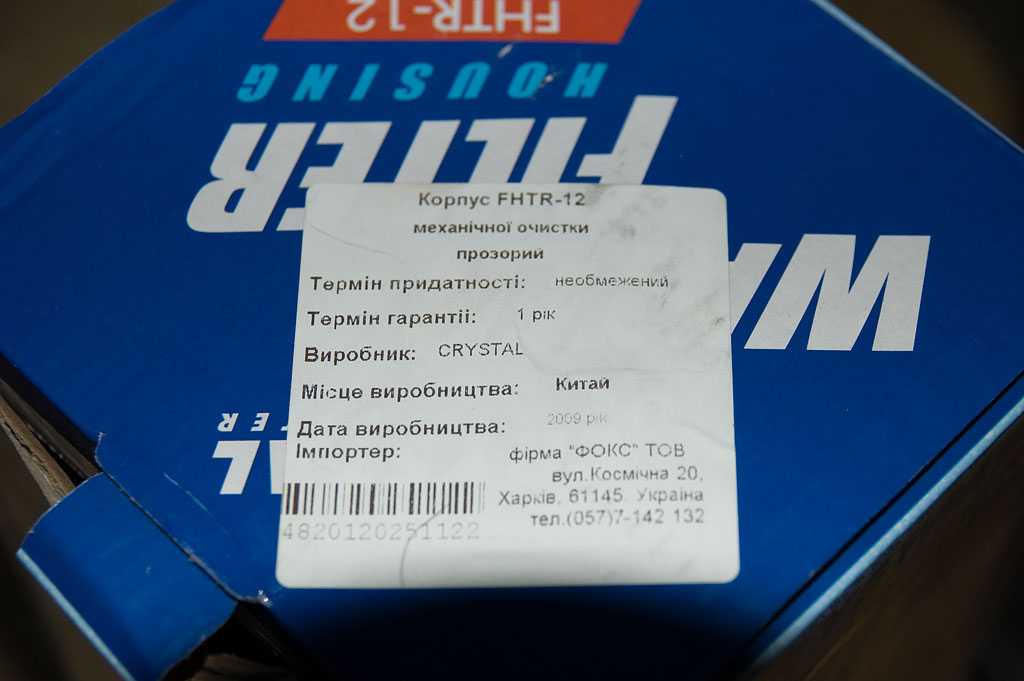 FHTR-12
HOUSING
FILTER
WA
AL
TER
Корпус FHTR-12
механічної очистки
прозорий
Термін придатності: необмежений
Термін гарантії: 1 рік
Виробник: CRYSTAL
Місце виробництва: Китай
Дата виробництва: 2009 рік
Імпортер: фірма "ФОКС" ТОВ
вул.Космічна 20,
Харків, 61145, Україна
тел.(057)7-142 132
4820120251122